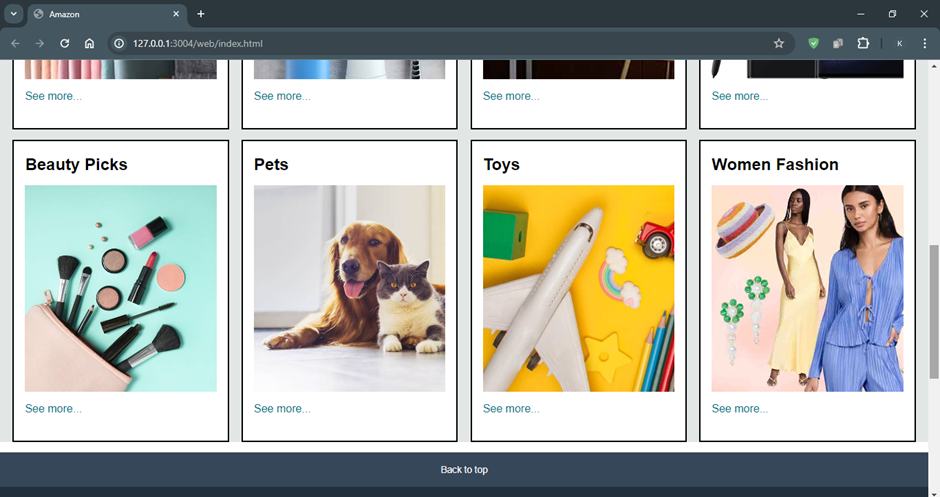 Amazon
127.0.0.1:3004/web/index.html
K
See more...
See more...
See more...
See more...
Beauty Picks
Pets
Toys
Women Fashion
See more...
See more...
See more...
See more...
Back to top